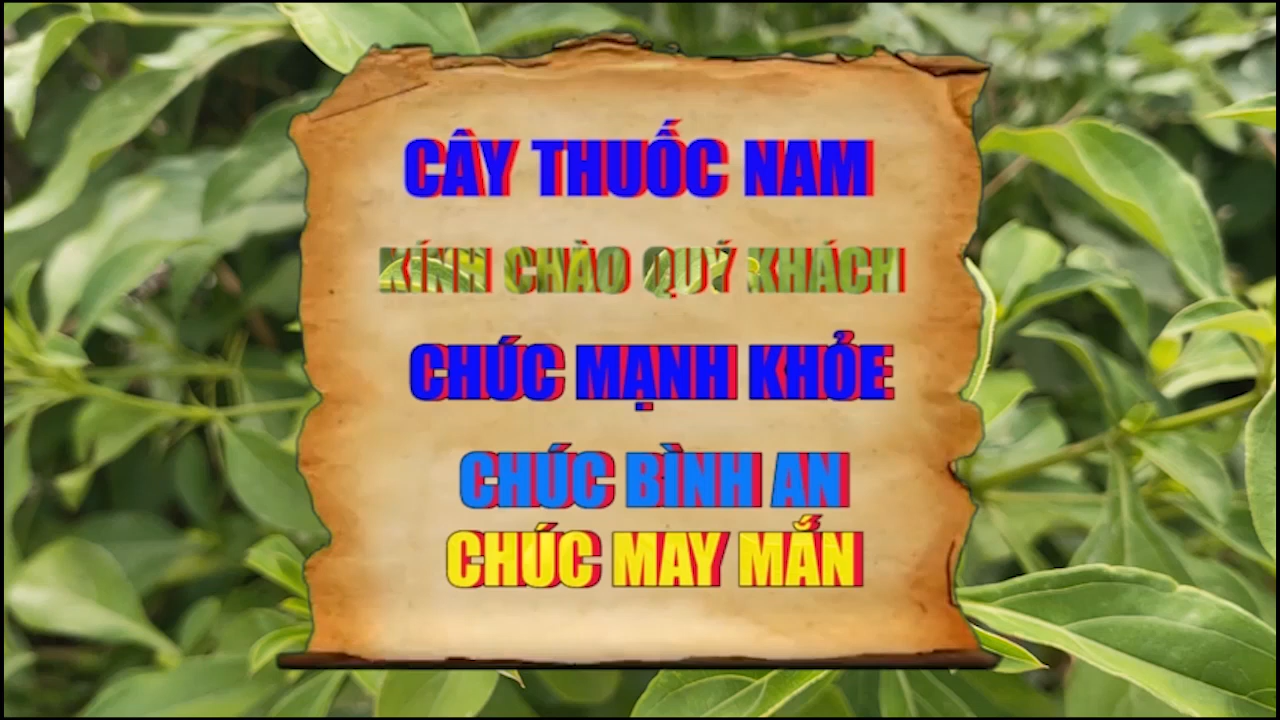 CÂY THUỐC NAM
KÍNH CHÀO QUÝ KHÁCH
CHÚC MẠNH KHỎE
CHÚC BÌNH AN
CHÚC MAY MẮN